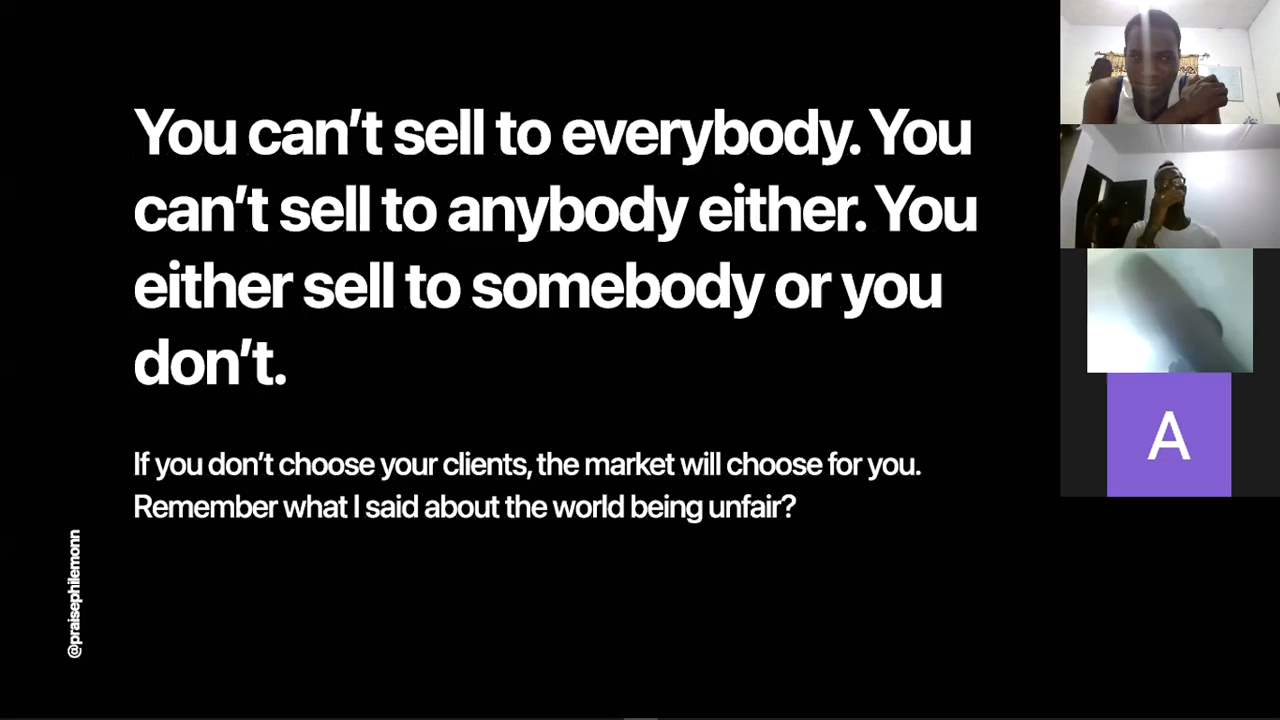 You can’t sell to everybody. You
can’t sell to anybody either. You
either sell to somebody or you
don’t.
If you don’t choose your clients, the market will choose for you.
Remember what I said about the world being unfair?
@praisephilemonn
A